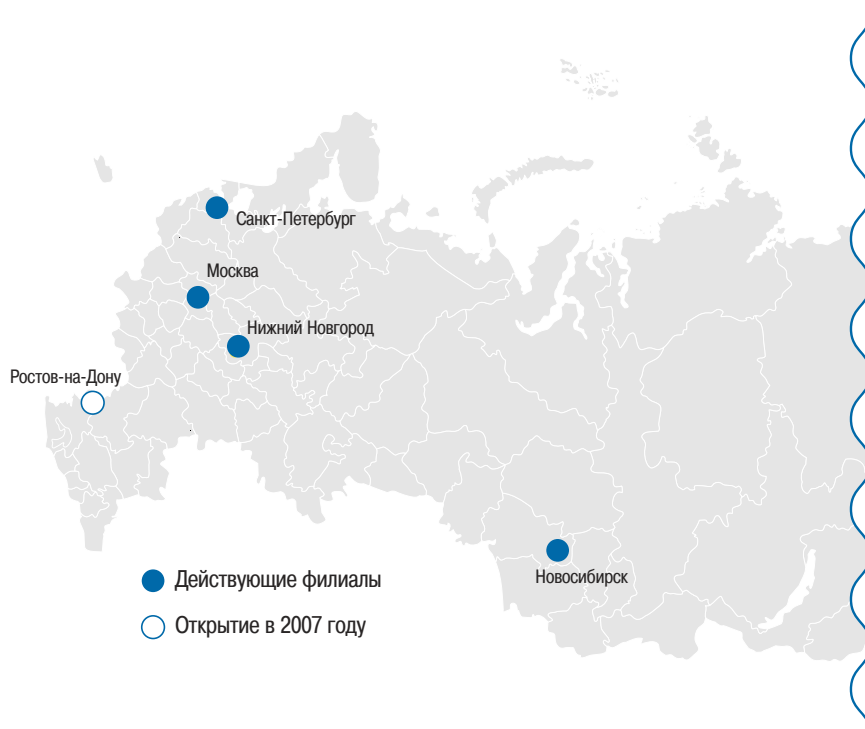 Санкт-Петербург
Москва
Нижний Новгород
Ростов-на-Дону
Новосибирск
Действующие филиалы
Открытие в 2007 году